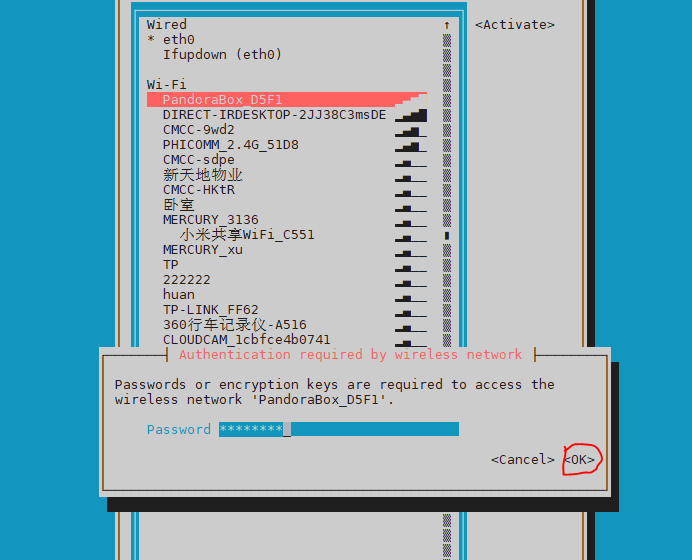 Wired ↑ <Activate>
* eth0
Ifupdown (eth0)
Wi-Fi
PandoraBox_D5F1
DIRECT-IRDESKTOP-2JJ38C3msDE
CMCC-9wd2
PHICOMM_2.4G_51D8
CMCC-sdpe
新天地物业
CMCC-HKtR
卧室
MERCURY_3136
小米共享WiFi_C551
MERCURY_xu
TP
222222
huan
TP-LINK_FF62
360行车记录仪-A516
CLOUDCAM_1cbfce4b0741
Authentication required by wireless network
Passwords or encryption keys are required to access the
wireless network 'PandoraBox_D5F1'.
Password ********_
<Cancel> <OK>